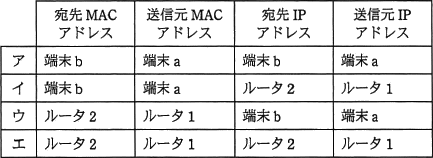 宛先 MAC アドレス 送信元 MAC アドレス 宛先 IP アドレス 送信元 IP アドレス
ア 端末 b 端末 a 端末 b 端末 a
イ 端末 b 端末 a ルータ 2 ルータ 1
ウ ルータ 2 ルータ 1 端末 b 端末 a
エ ルータ 2 ルータ 1 ルータ 2 ルータ 1